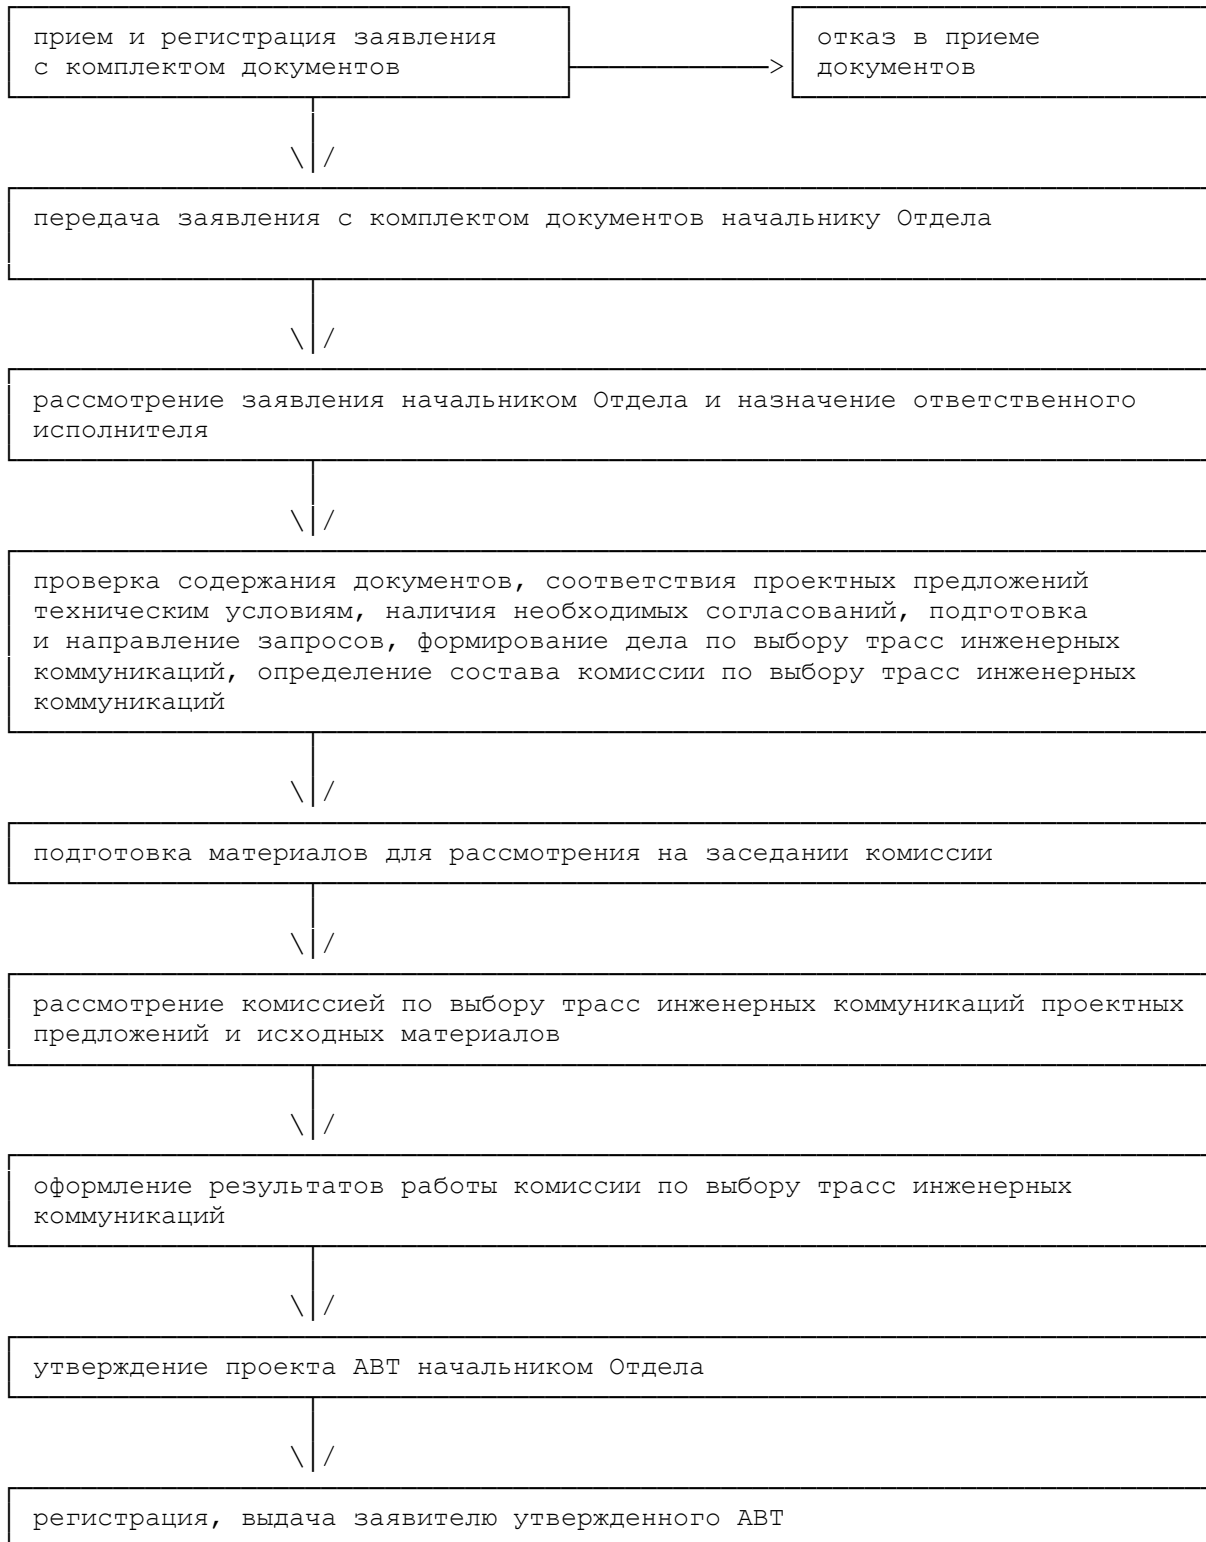 прием и регистрация заявления
с комплектом документов
отказ в приеме
документов
передача заявления с комплектом документов начальнику Отдела
рассмотрение заявления начальником Отдела и назначение ответственного
исполнителя
проверка содержания документов, соответствия проектных предложений
техническим условиям, наличия необходимых согласований, подготовка
и направление запросов, формирование дела по выбору трасс инженерных
коммуникаций, определение состава комиссии по выбору трасс инженерных
коммуникаций
подготовка материалов для рассмотрения на заседании комиссии
рассмотрение комиссией по выбору трасс инженерных коммуникаций проектных
предложений и исходных материалов
оформление результатов работы комиссии по выбору трасс инженерных
коммуникаций
утверждение проекта АВТ начальником Отдела
регистрация, выдача заявителю утвержденного АВТ